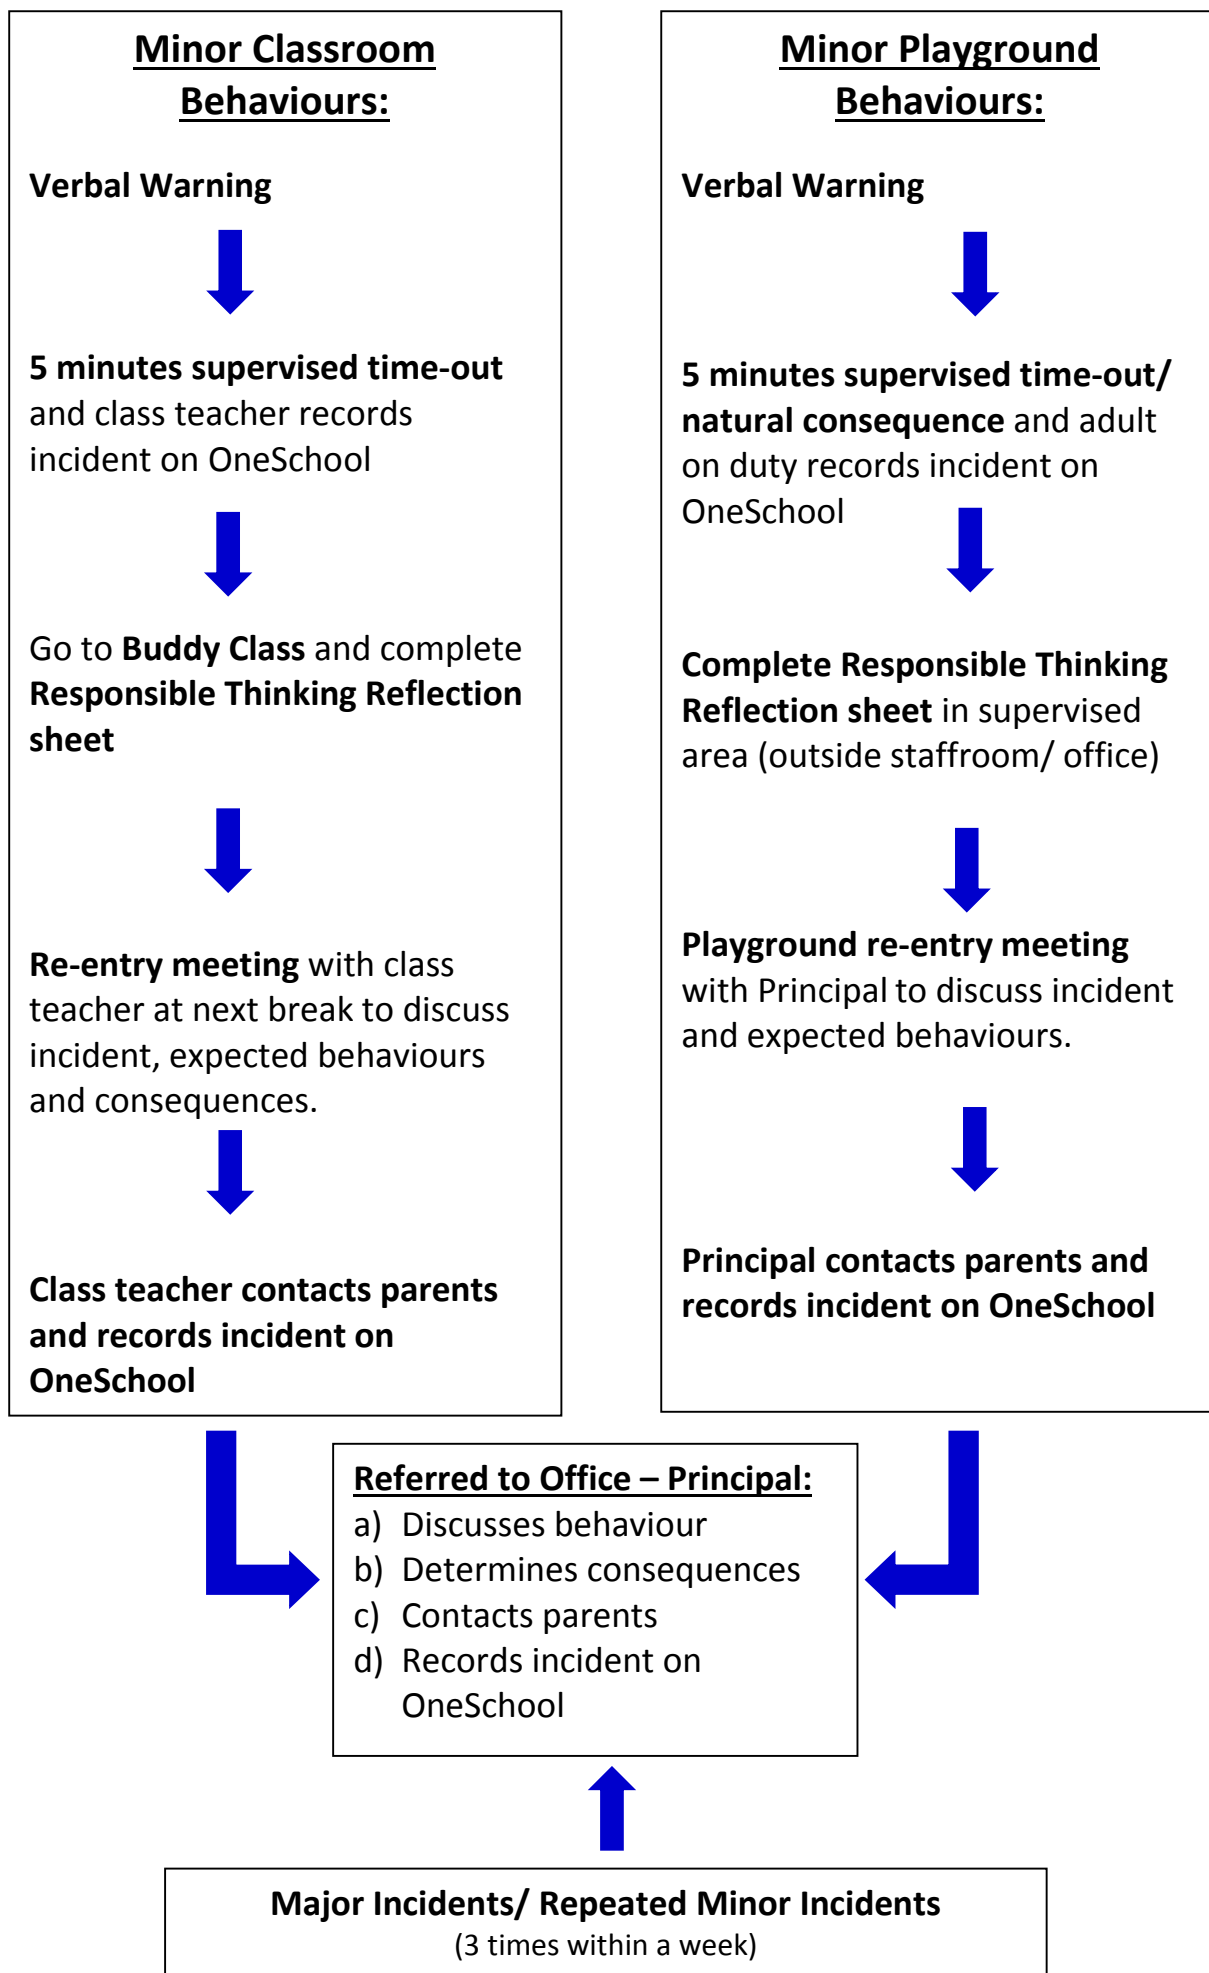 Minor Classroom
Behaviours:
Verbal Warning
5 minutes supervised time-out
and class teacher records
incident on OneSchool
Go to Buddy Class and complete
Responsible Thinking Reflection
sheet
Re-entry meeting with class
teacher at next break to discuss
incident, expected behaviours
and consequences.
Class teacher contacts parents
and records incident on
OneSchool
Minor Playground
Behaviours:
Verbal Warning
5 minutes supervised time-out/
natural consequence and adult
on duty records incident on
OneSchool
Complete Responsible Thinking
Reflection sheet in supervised
area (outside staffroom/ office)
Playground re-entry meeting
with Principal to discuss incident
and expected behaviours.
Principal contacts parents and
records incident on OneSchool
Referred to Office – Principal:
a) Discusses behaviour
b) Determines consequences
c) Contacts parents
d) Records incident on
OneSchool
Major Incidents/ Repeated Minor Incidents
(3 times within a week)